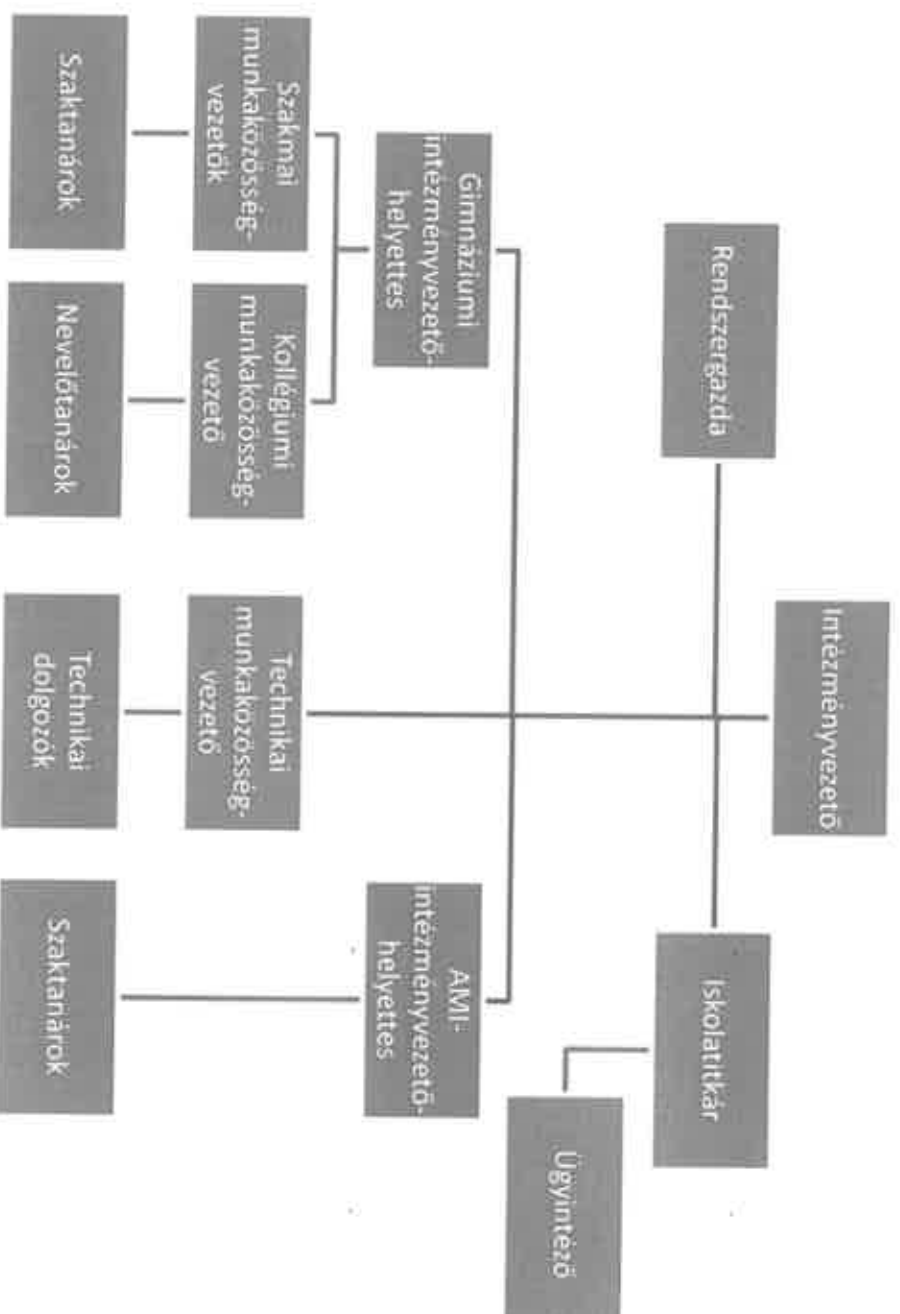 Intézményvezető
Rendszergazda
Iskolatitkár
Ügyintéző
Gimnáziumi
intézményvezető-
helyettes
AMI-
intézményvezető-
helyettes
Szakmai
munkaközösség-
vezetők
Kollégiumi
munkaközösség-
vezető
Technikai
munkaközösség-
vezető
Szaktanárok
Nevelőtanárok
Technikai
dolgozók
Szaktanárok